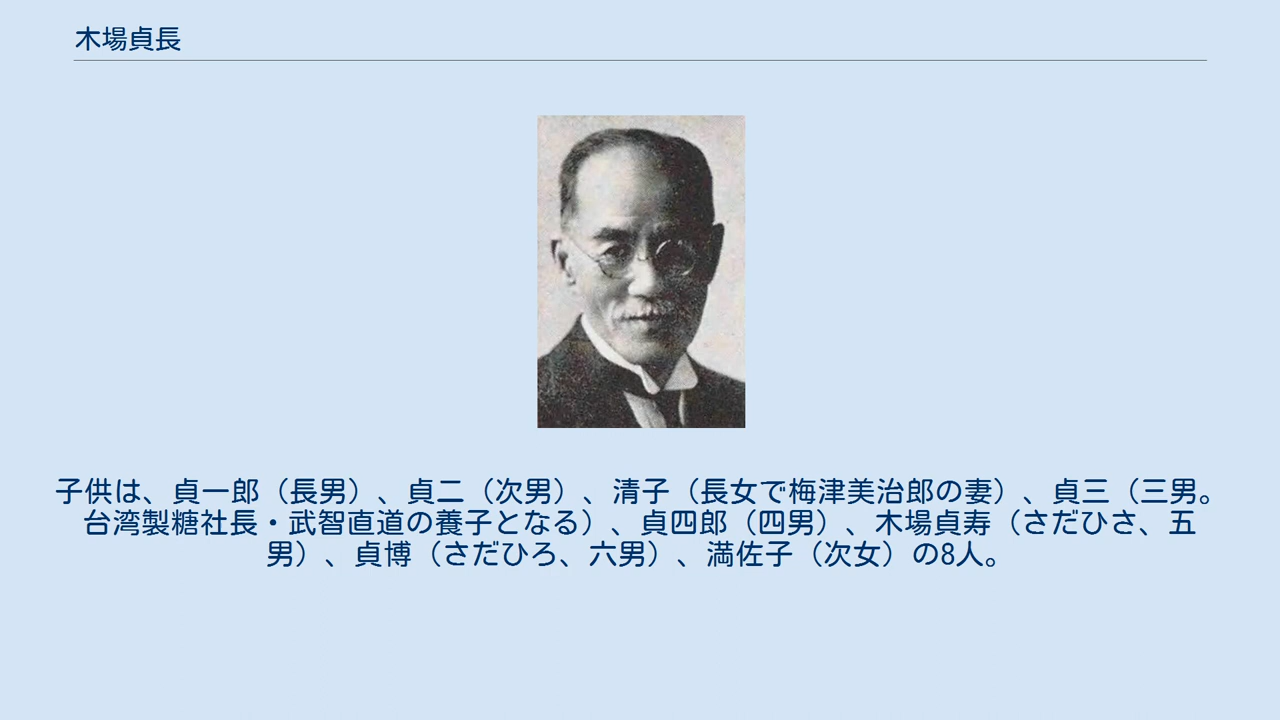 木場貞長
子供は、貞一郎（長男）、貞二（次男）、清子（長女で梅津美治郎の妻）、貞三（三男。
台湾製糖社長・武智直道の養子となる）、貞四郎（四男）、木場貞寿（さだひさ、五
男）、貞博（さだひろ、六男）、満佐子（次女）の8人。